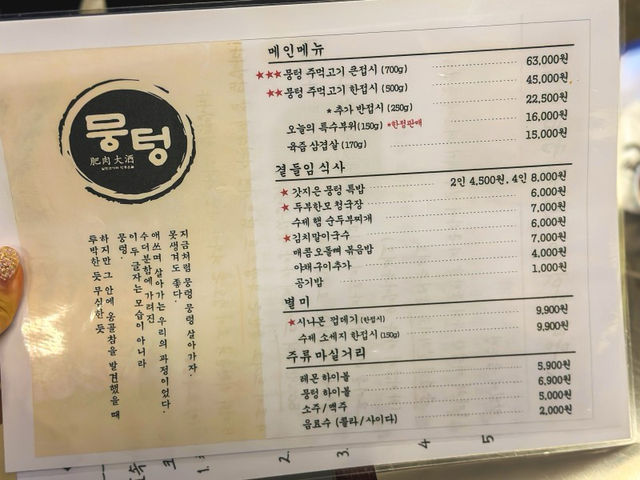 뭉텅
肥肉大酒
투박한 듯 무심한 듯
하지만 그 안에 옹골참을 발견했을 때
뭉텅.
이 두 글자는 모습이 아니라
수더분함에 가려진
애쓰며 살아가는 우리의 과정이었다.
못생겨도 좋다.
지금처럼 뭉텅 뭉텅 살아가자.
메인메뉴
★★★뭉텅 주먹고기 큰접시 (700g) 63,000원
★★뭉텅 주먹고기 한접시 (500g) 45,000원
★추가 반접시 (250g) 22,500원
오늘의 특수부위(150g) *한정판매 16,000원
육즙 삼겹살 (170g) 15,000원
곁들임 식사
★갓지은 뭉텅 특밥 2인 4,500원, 4인 8,000원
★두부한모 청국장 6,000원
수제 햄 순두부찌개 7,000원
★김치말이국수 6,000원
매콤 오돌뼈 볶음밥 7,000원
야채구이추가 4,000원
공기밥 1,000원
별미
★시나몬 껍데기 (한접시) 9,900원
수제 소세지 한접시 (150g) 9,900원
주류 마실거리
레몬 하이볼 5,900원
뭉텅 하이볼 6,900원
소주/맥주 5,000원
음료수 (콜라/사이다) 2,000원
1. 2. 3. 4. 5